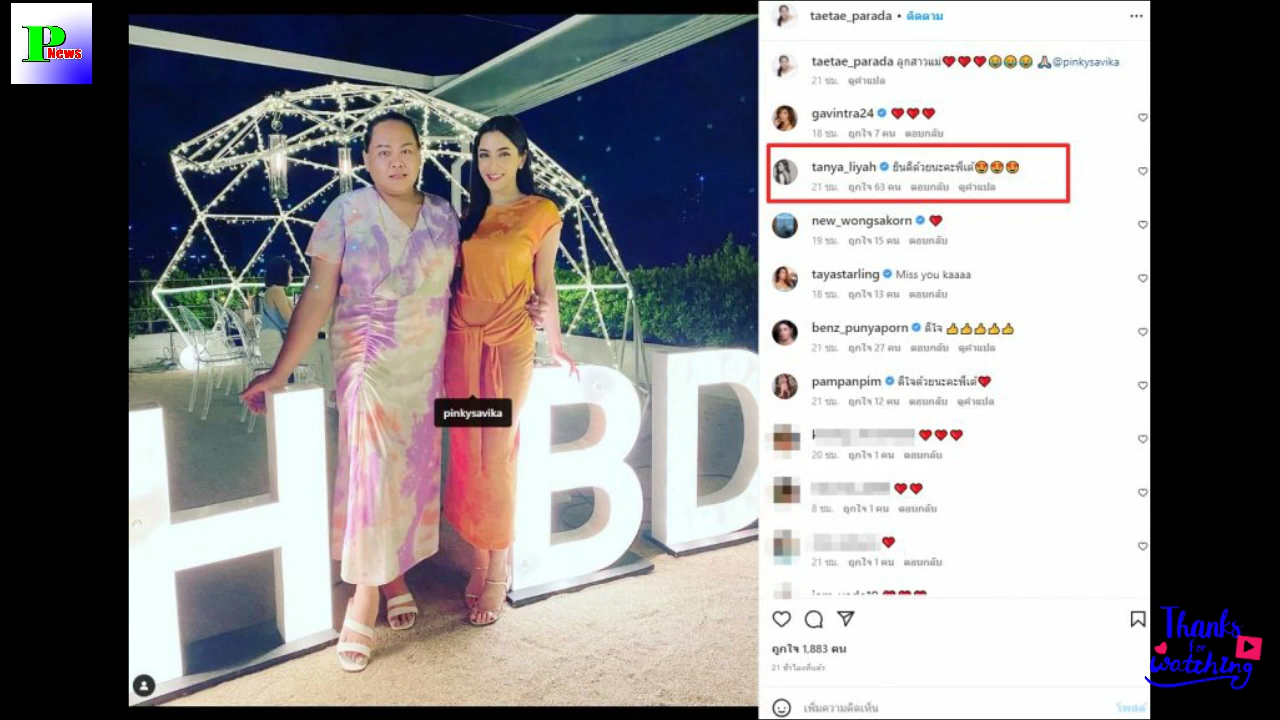 P
News
taetae_parada • ติดตาม
taetae_parada ลูกสาวแม่❤️❤️❤️😂😂😂 🙏🏻@pinkysavika
21 ชม. ดูคำแปล
gavintra24 ❤️❤️❤️
18 ชม. ถูกใจ 7 คน ตอบกลับ
tanya_liyah ยินดีด้วยนะคะพี่เต้🤩🤩🤩
21 ชม. ถูกใจ 63 คน ตอบกลับ ดูคำแปล
new_wongsakorn ❤️
19 ชม. ถูกใจ 15 คน ตอบกลับ
tayastarling Miss you kaaaa
18 ชม. ถูกใจ 13 คน ตอบกลับ
benz_punyaporn ดีใจ 👍👍👍👍👍
21 ชม. ถูกใจ 27 คน ตอบกลับ ดูคำแปล
pampanpim ดีใจด้วยนะคะพี่เต้❤️
21 ชม. ถูกใจ 12 คน ตอบกลับ ดูคำแปล
❤️❤️❤️
20 ชม. ถูกใจ 1 คน ตอบกลับ
❤️❤️
8 ชม. ถูกใจ 1 คน ตอบกลับ
❤️
21 ชม. ถูกใจ 1 คน ตอบกลับ
❤️❤️❤️
ถูกใจ 1,883 คน
21 ชั่วโมงที่แล้ว
เพิ่มความคิดเห็น โพสต์
pinkysavika
HBD
Thanks
for
watching